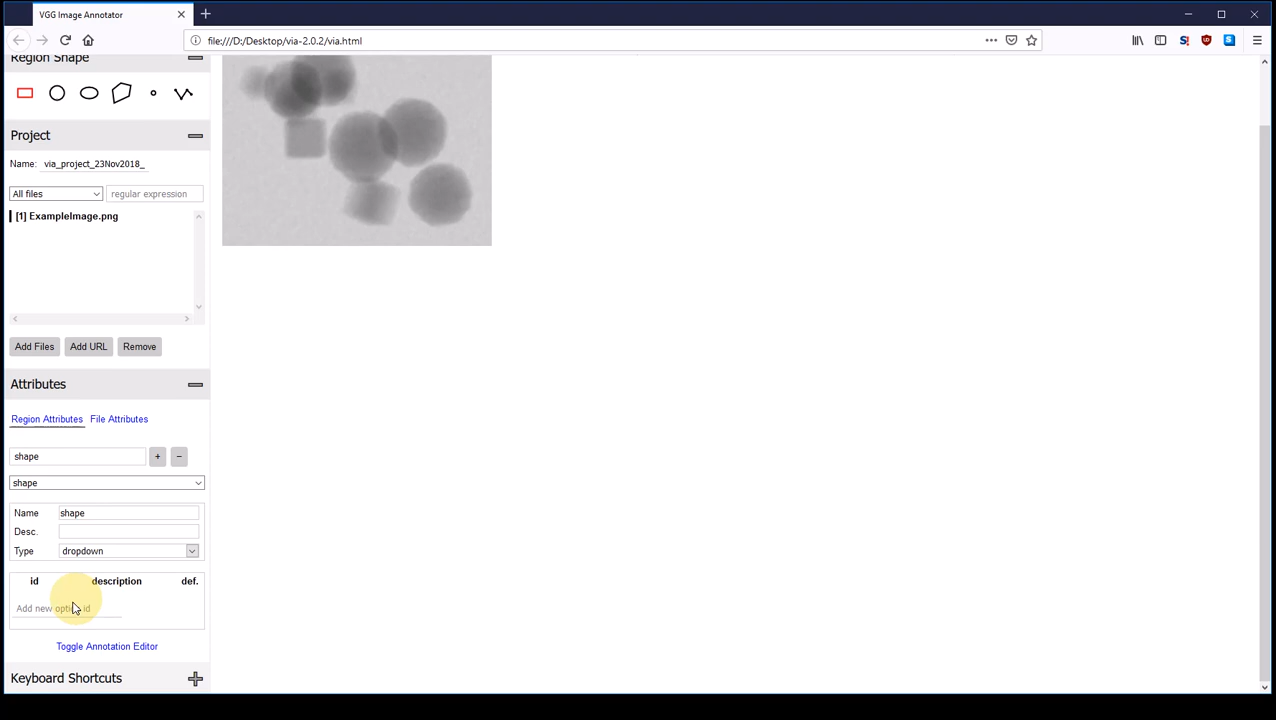 VGG Image Annotator
file:///D:/Desktop/via-2.0.2/via.html
Region Shape
Project
Name: via_project_23Nov2018_
All files regular expression
[1] ExampleImage.png
Add Files Add URL Remove
Attributes
Region Attributes File Attributes
shape + −
shape
Name shape
Desc.
Type dropdown
id description def.
Add new option id
Toggle Annotation Editor
Keyboard Shortcuts